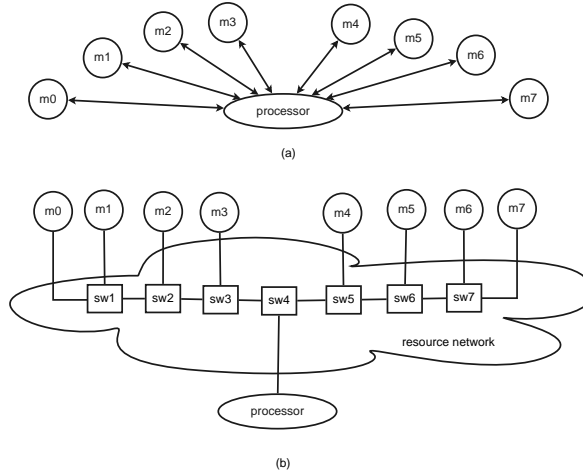 m3 m4
m2 m5
m1 m6
m0 m7
processor
(a)
m0 m1 m2 m3 m4 m5 m6 m7
sw1 sw2 sw3 sw4 sw5 sw6 sw7
resource network
processor
(b)